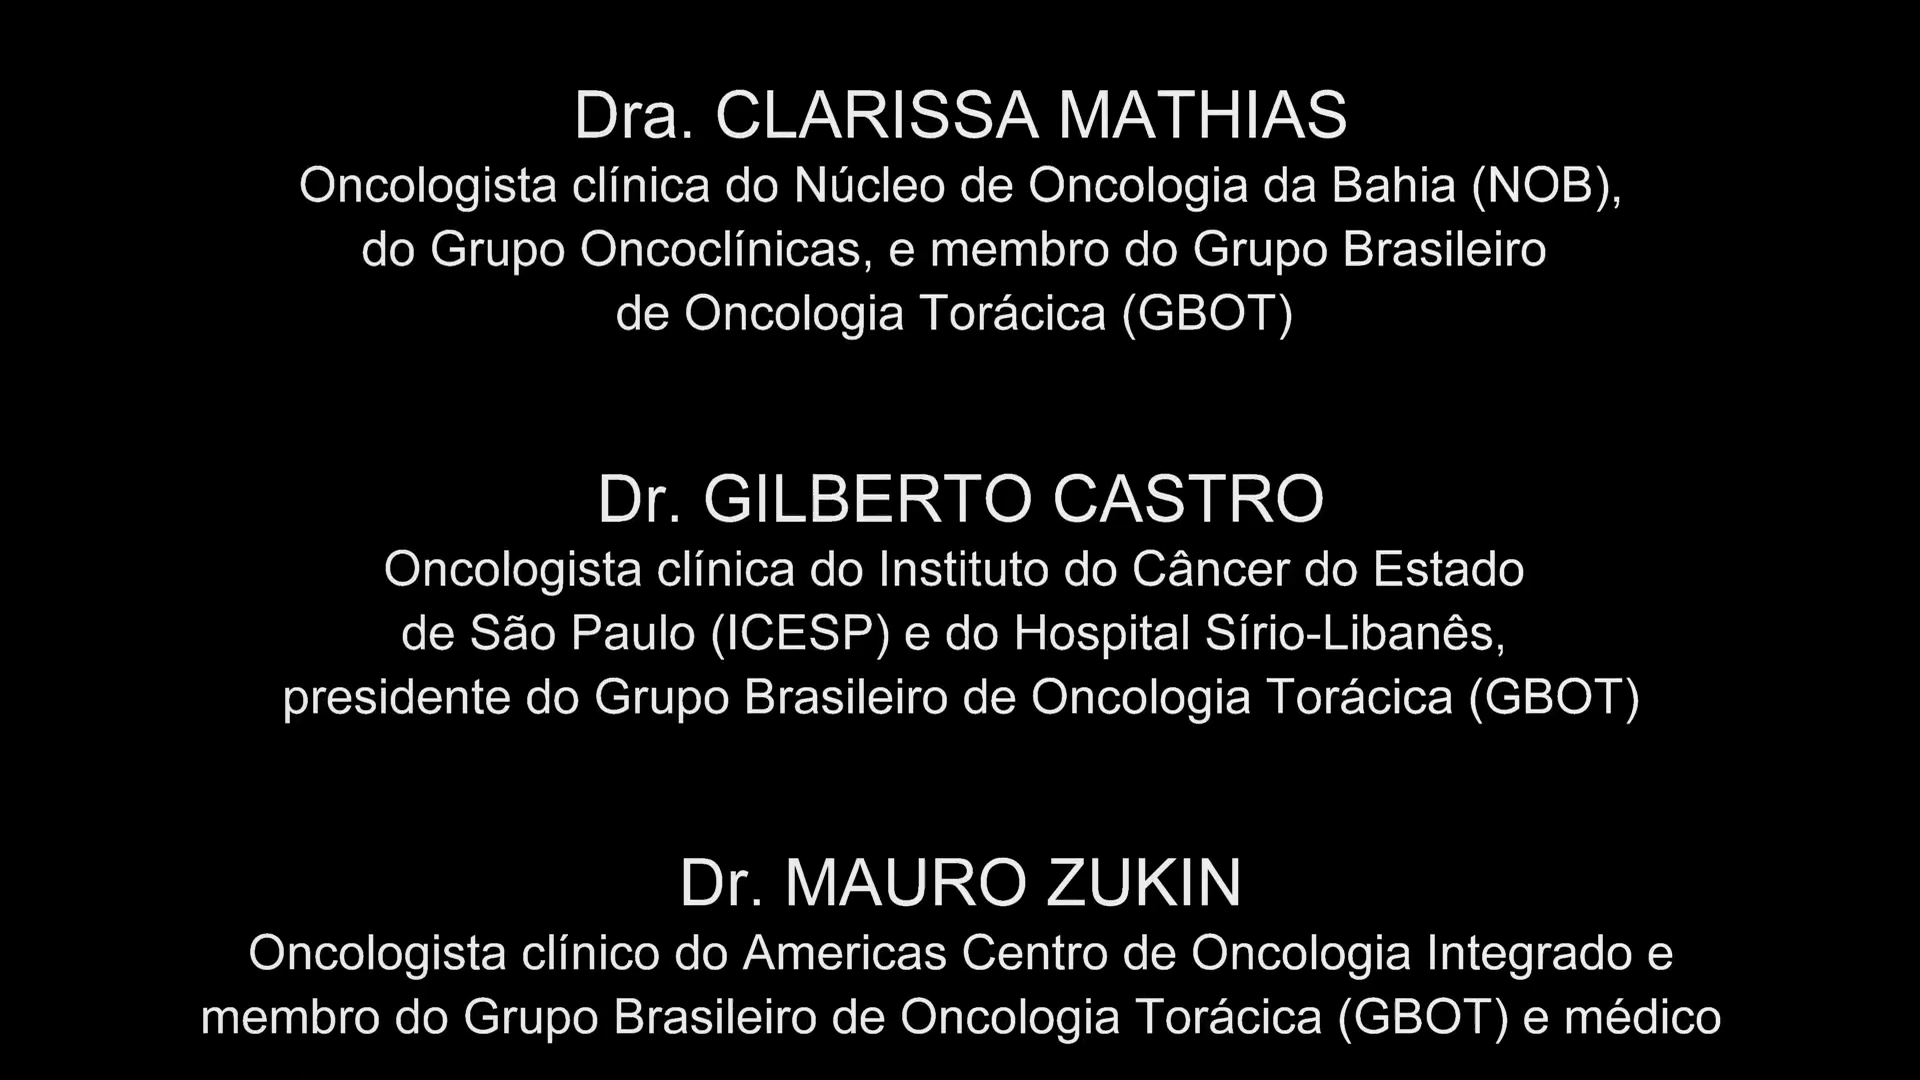 Dra. CLARISSA MATHIAS
Oncologista clínica do Núcleo de Oncologia da Bahia (NOB),
do Grupo Oncoclínicas, e membro do Grupo Brasileiro
de Oncologia Torácica (GBOT)
Dr. GILBERTO CASTRO
Oncologista clínica do Instituto do Câncer do Estado
de São Paulo (ICESP) e do Hospital Sírio-Libanês,
presidente do Grupo Brasileiro de Oncologia Torácica (GBOT)
Dr. MAURO ZUKIN
Oncologista clínico do Americas Centro de Oncologia Integrado e
membro do Grupo Brasileiro de Oncologia Torácica (GBOT) e médico